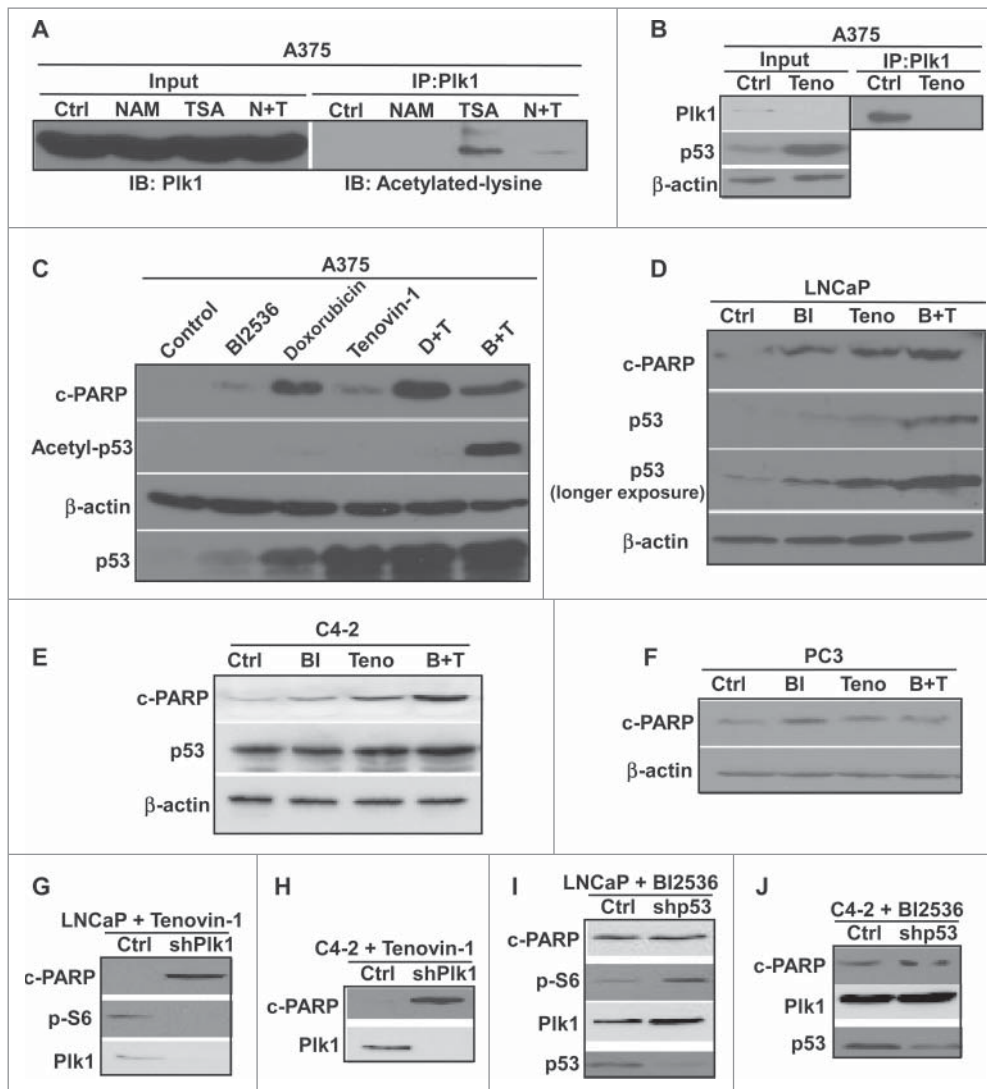 A
A375
Input IP:Plk1
Ctrl NAM TSA N+T Ctrl NAM TSA N+T
IB: Plk1 IB: Acetylated-lysine
B
A375
Input IP:Plk1
Ctrl Teno Ctrl Teno
Plk1
p53
β-actin
C
A375
Control BI2536 Doxorubicin Tenovin-1 D+T B+T
c-PARP
Acetyl-p53
β-actin
p53
D
LNCaP
Ctrl BI Teno B+T
c-PARP
p53
p53
(longer exposure)
β-actin
E
C4-2
Ctrl BI Teno B+T
c-PARP
p53
β-actin
F
PC3
Ctrl BI Teno B+T
c-PARP
β-actin
G
LNCaP + Tenovin-1
Ctrl shPlk1
c-PARP
p-S6
Plk1
H
C4-2 + Tenovin-1
Ctrl shPlk1
c-PARP
Plk1
I
LNCaP + BI2536
Ctrl shp53
c-PARP
p-S6
Plk1
p53
J
C4-2 + BI2536
Ctrl shp53
c-PARP
Plk1
p53